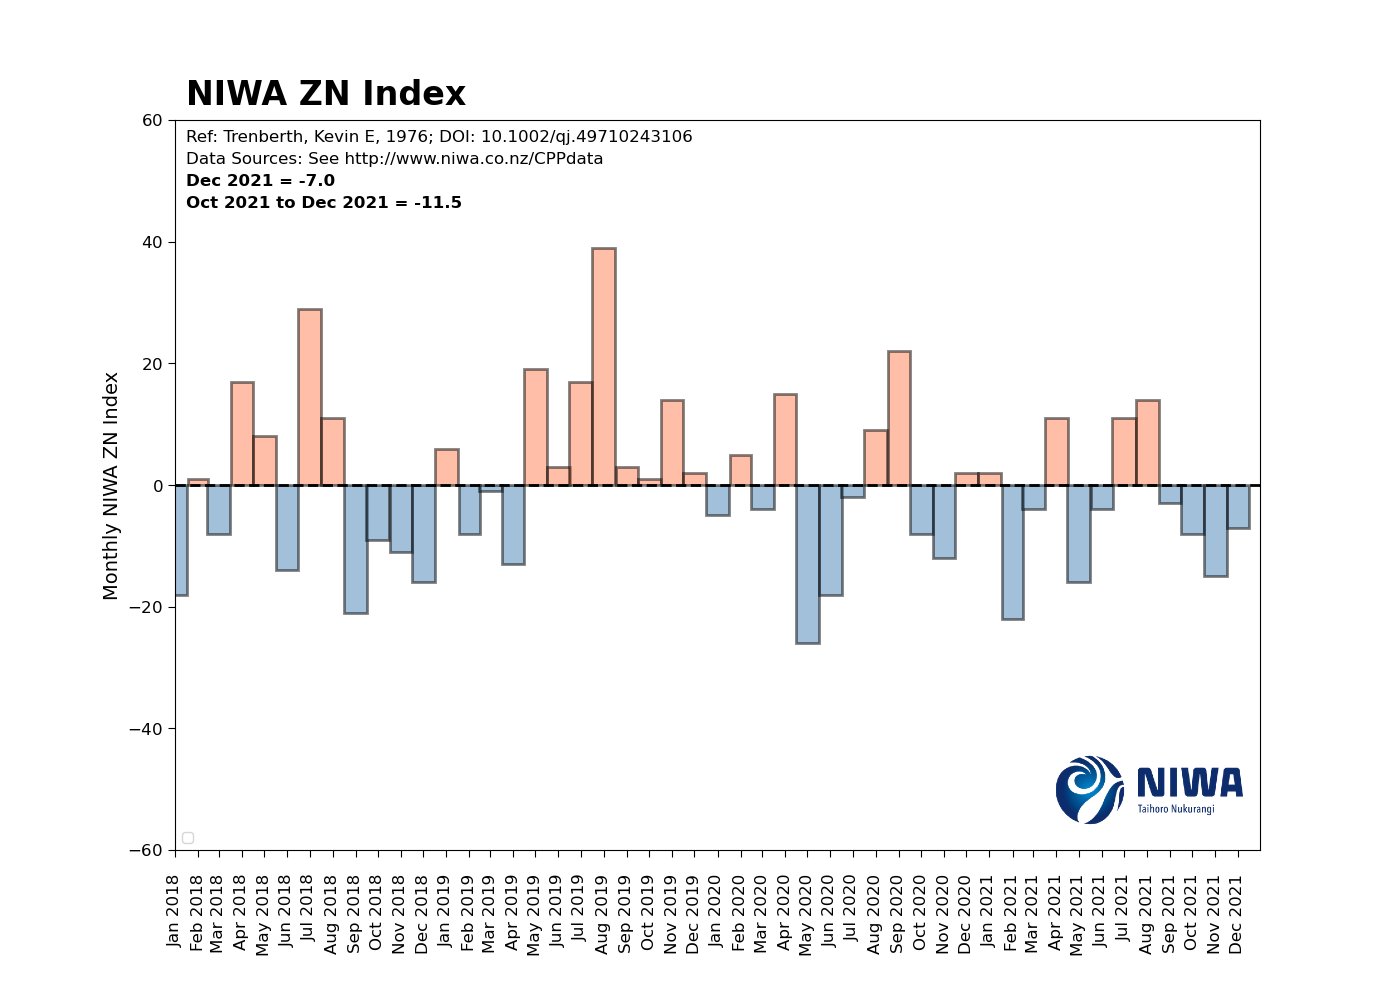 NIWA ZN Index
Ref: Trenberth, Kevin E, 1976; DOI: 10.1002/qj.49710243106
Data Sources: See http://www.niwa.co.nz/CPPdata
Dec 2021 = -7.0
Oct 2021 to Dec 2021 = -11.5
60
40
20
0
−20
−40
−60
Monthly NIWA ZN Index
NIWA
Taihoro Nukurangi
Jan 2018
Feb 2018
Mar 2018
Apr 2018
May 2018
Jun 2018
Jul 2018
Aug 2018
Sep 2018
Oct 2018
Nov 2018
Dec 2018
Jan 2019
Feb 2019
Mar 2019
Apr 2019
May 2019
Jun 2019
Jul 2019
Aug 2019
Sep 2019
Oct 2019
Nov 2019
Dec 2019
Jan 2020
Feb 2020
Mar 2020
Apr 2020
May 2020
Jun 2020
Jul 2020
Aug 2020
Sep 2020
Oct 2020
Nov 2020
Dec 2020
Jan 2021
Feb 2021
Mar 2021
Apr 2021
May 2021
Jun 2021
Jul 2021
Aug 2021
Sep 2021
Oct 2021
Nov 2021
Dec 2021